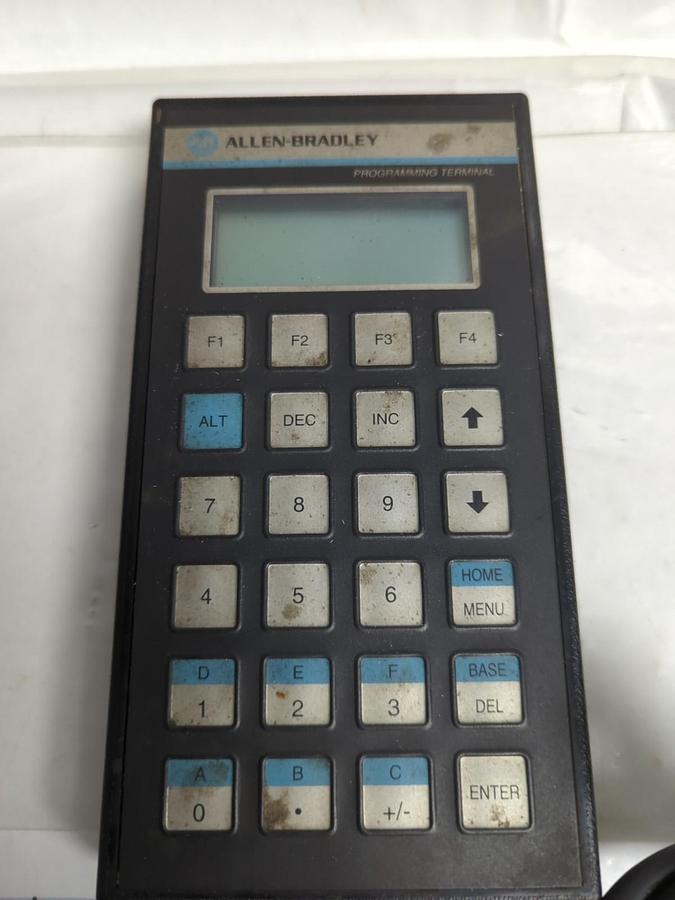 ALLEN-BRADLEY
PROGRAMMING TERMINAL
F1 F2 F3 F4
ALT DEC INC
7 8 9
HOME
4 5 6 MENU
D E F BASE
1 2 3 DEL
A B C
0 • +/- ENTER